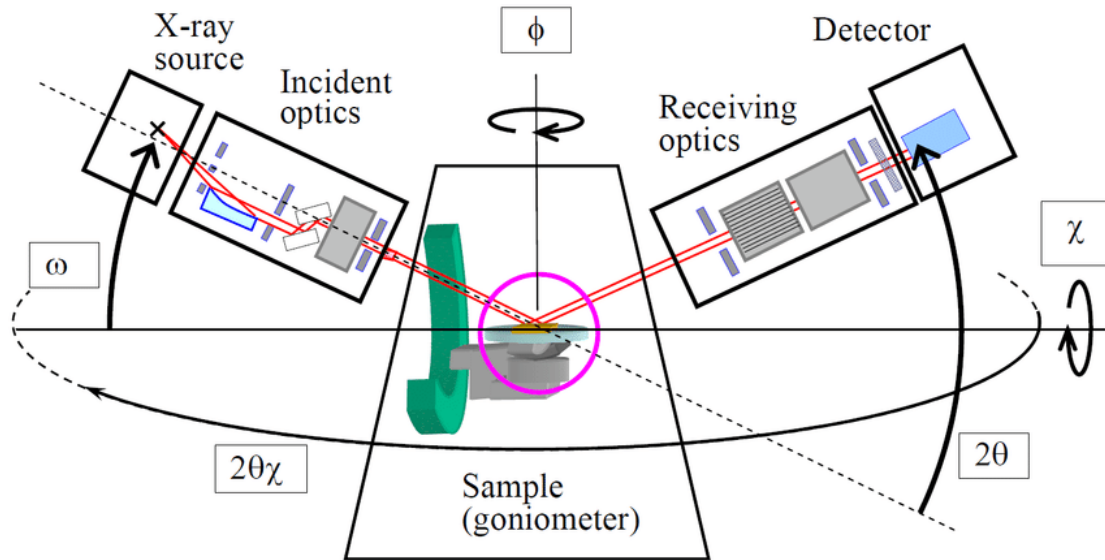 X-ray
source
Incident
optics
ϕ
Receiving
optics
Detector
ω
χ
2θχ
Sample
(goniometer)
2θ